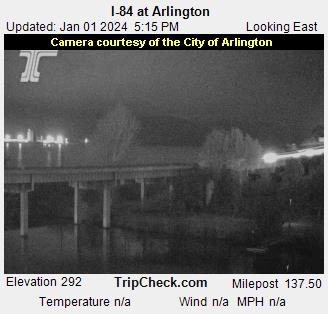 I-84 at Arlington
Updated: Jan 01 2024 5:15 PM Looking East
Camera courtesy of the City of Arlington
Elevation 292 TripCheck.com Milepost 137.50
Temperature n/a Wind n/a MPH n/a